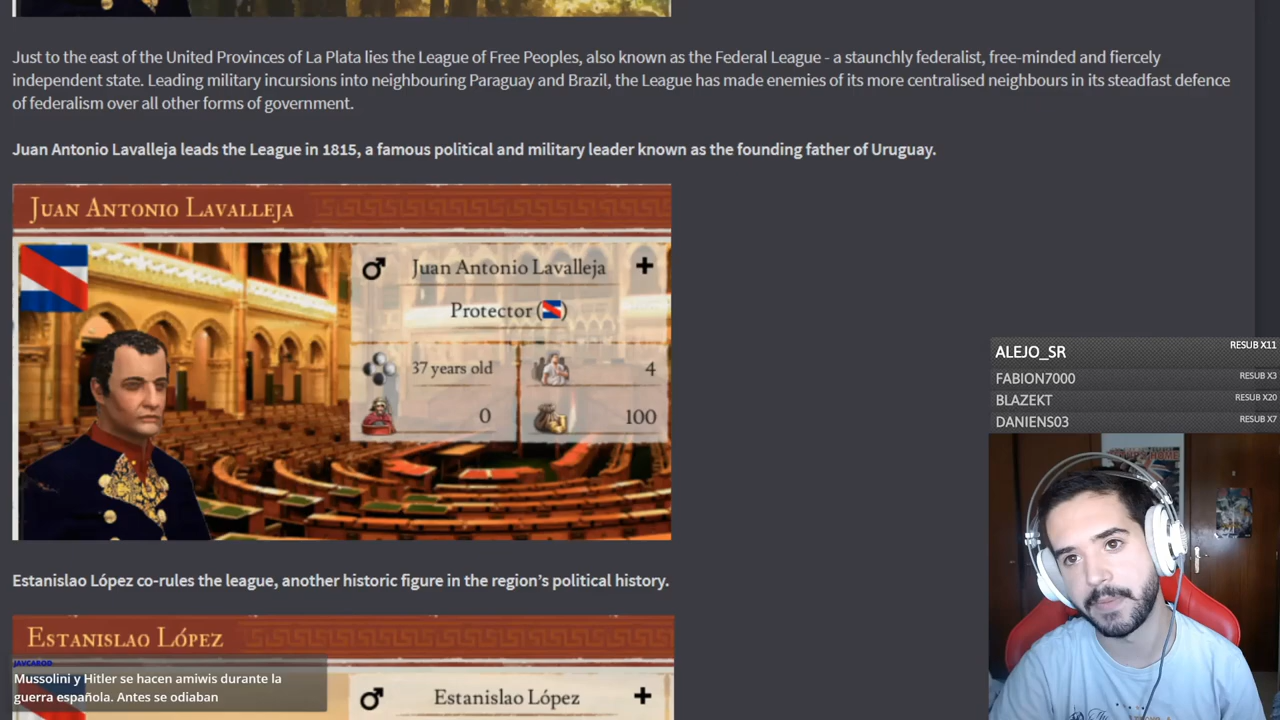 Just to the east of the United Provinces of La Plata lies the League of Free Peoples, also known as the Federal League - a staunchly federalist, free-minded and fiercely
independent state. Leading military incursions into neighbouring Paraguay and Brazil, the League has made enemies of its more centralised neighbours in its steadfast defence
of federalism over all other forms of government.
Juan Antonio Lavalleja leads the League in 1815, a famous political and military leader known as the founding father of Uruguay.
JUAN ANTONIO LAVALLEJA
Juan Antonio Lavalleja +
Protector ( )
37 years old 4
0 100
Estanislao López co-rules the league, another historic figure in the region's political history.
ESTANISLAO LÓPEZ
Estanislao López +
JAVCAROD
Mussolini y Hitler se hacen amiwis durante la
guerra española. Antes se odiaban
ALEJO_SR RESUB X11
FABION7000 RESUB X3
BLAZEKT RESUB X20
DANIENS03 RESUB X7